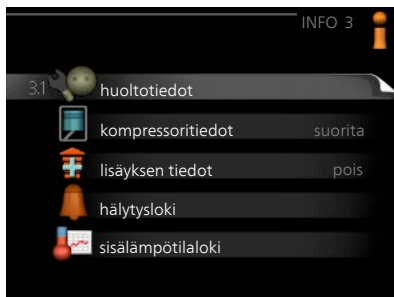 INFO 3
3.1 huoltotiedot
kompressoritiedot suorita
lisäyksen tiedot pois
hälytysloki
sisälämpötilaloki